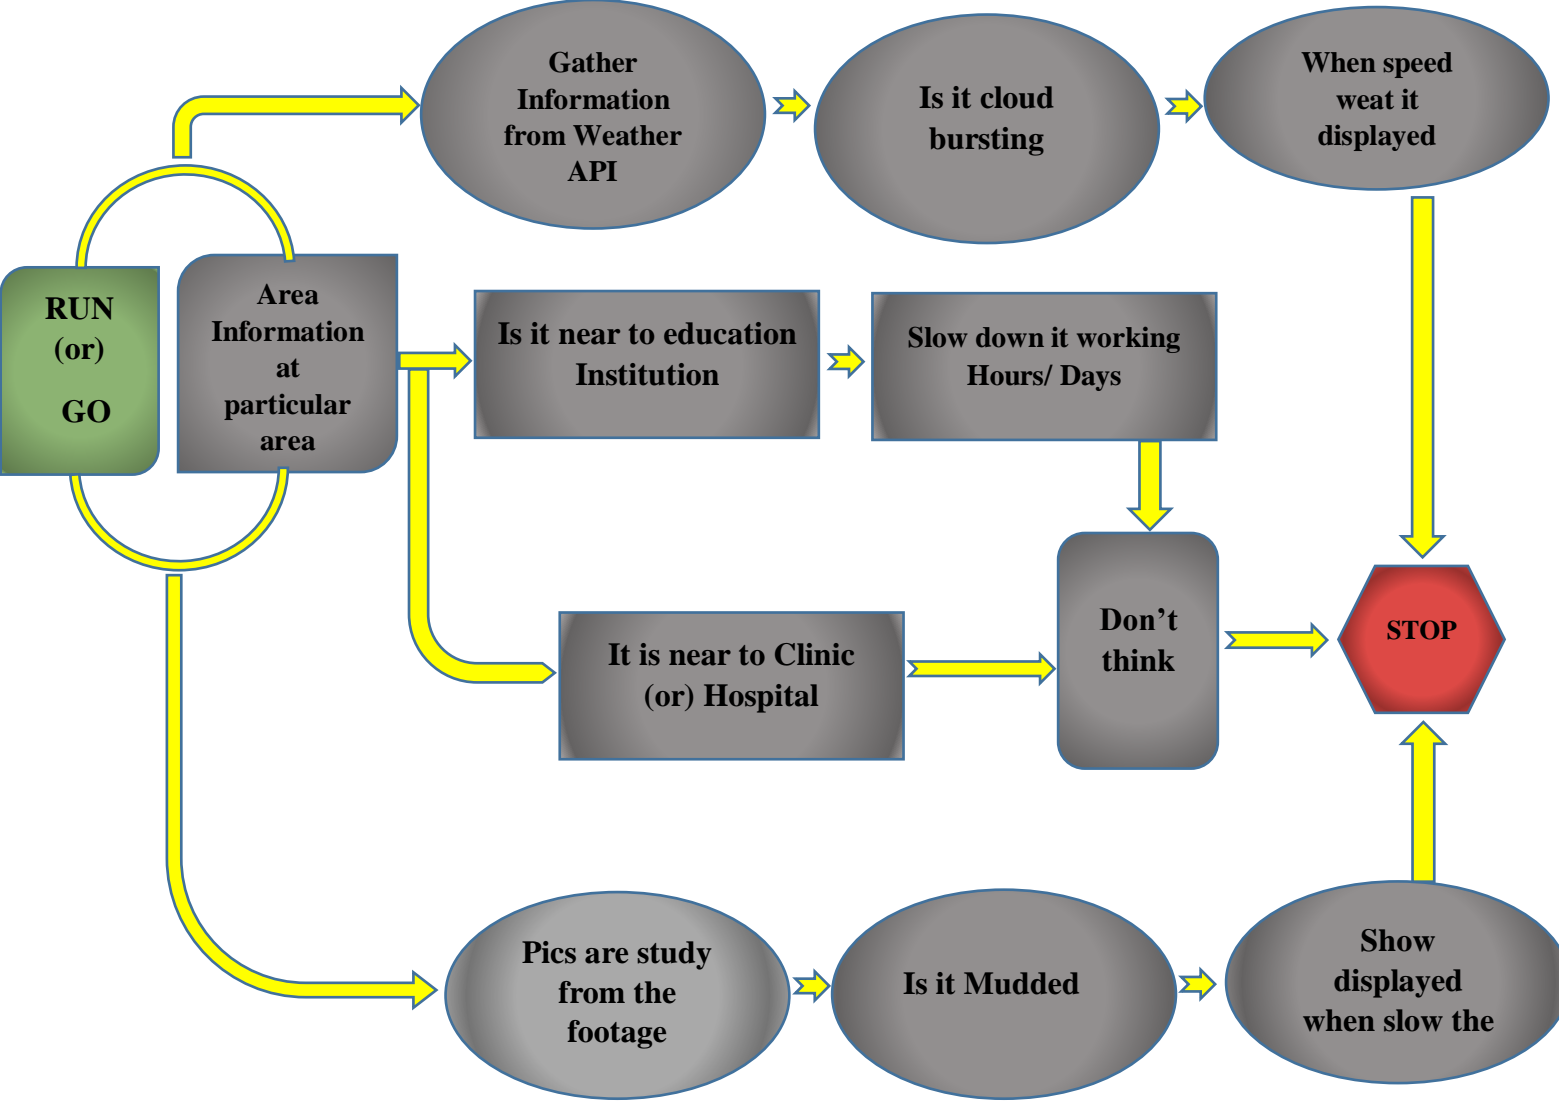 Gather
Information
from Weather
API
Is it cloud
bursting
When speed
weat it
displayed
RUN
(or)
GO
Area
Information
at
particular
area
Is it near to education
Institution
Slow down it working
Hours/ Days
Don’t
think
STOP
It is near to Clinic
(or) Hospital
Pics are study
from the
footage
Is it Mudded
Show
displayed
when slow the